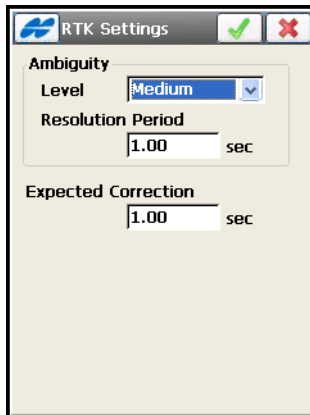 RTK Settings
Ambiguity
Level Medium
Resolution Period
1.00 sec
Expected Correction
1.00 sec